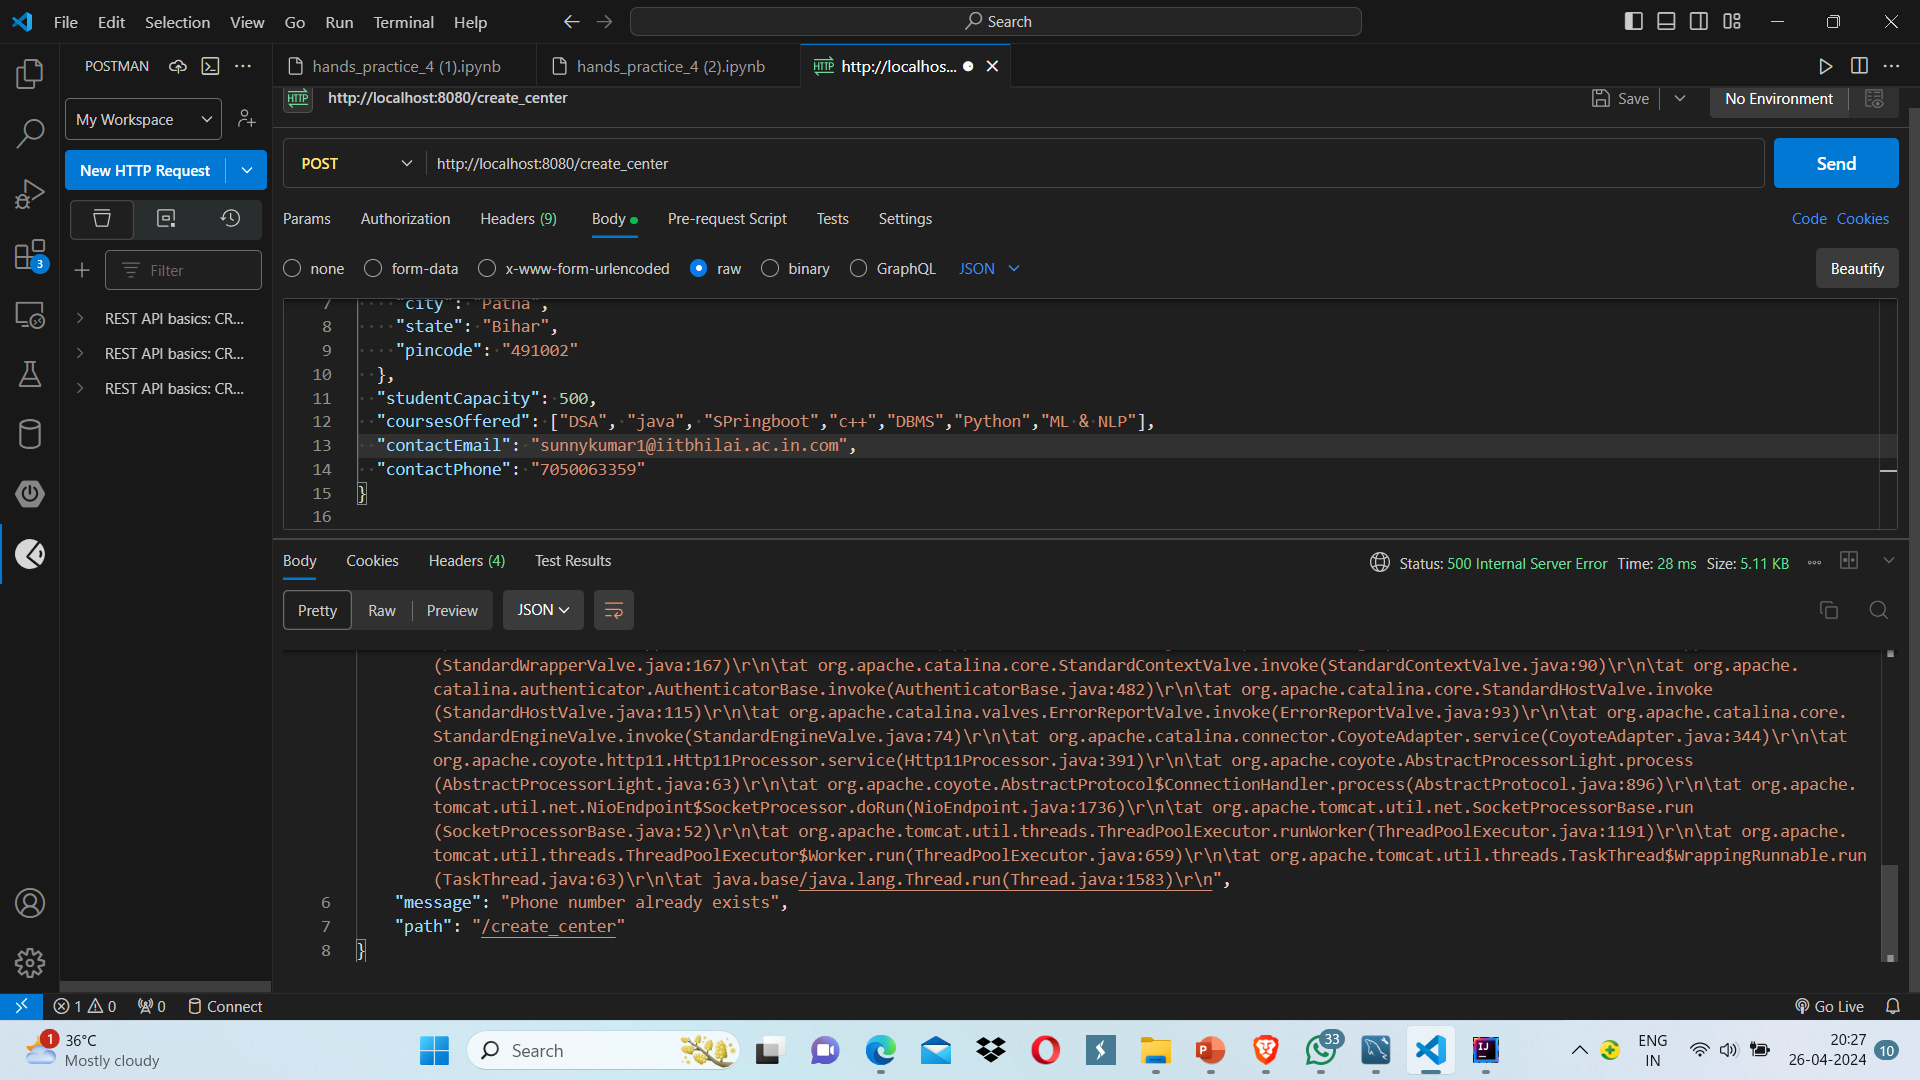 File Edit Selection View Go Run Terminal Help
Search
POSTMAN
hands_practice_4 (1).ipynb
hands_practice_4 (2).ipynb
http://localhos...
HTTP http://localhost:8080/create_center
Save
No Environment
My Workspace
POST
http://localhost:8080/create_center
Send
New HTTP Request
Params Authorization Headers (9) Body Pre-request Script Tests Settings
Code Cookies
none form-data x-www-form-urlencoded raw binary GraphQL JSON
Beautify
Filter
3
REST API basics: CR...
REST API basics: CR...
REST API basics: CR...
7 "city": "Patna",
8 "state": "Bihar",
9 "pincode": "491002"
10 },
11 "studentCapacity": 500,
12 "coursesOffered": ["DSA", "java", "SPringboot","c++","DBMS","Python","ML & NLP"],
13 "contactEmail": "sunnykumar1@iitbhilai.ac.in.com",
14 "contactPhone": "7050063359"
15 }
16
Body Cookies Headers (4) Test Results
Status: 500 Internal Server Error Time: 28 ms Size: 5.11 KB
Pretty Raw Preview JSON
(StandardWrapperValve.java:167)\r\n\tat org.apache.catalina.core.StandardContextValve.invoke(StandardContextValve.java:90)\r\n\tat org.apache.
catalina.authenticator.AuthenticatorBase.invoke(AuthenticatorBase.java:482)\r\n\tat org.apache.catalina.core.StandardHostValve.invoke
(StandardHostValve.java:115)\r\n\tat org.apache.catalina.valves.ErrorReportValve.invoke(ErrorReportValve.java:93)\r\n\tat org.apache.catalina.core.
StandardEngineValve.invoke(StandardEngineValve.java:74)\r\n\tat org.apache.catalina.connector.CoyoteAdapter.service(CoyoteAdapter.java:344)\r\n\tat
org.apache.coyote.http11.Http11Processor.service(Http11Processor.java:391)\r\n\tat org.apache.coyote.AbstractProcessorLight.process
(AbstractProcessorLight.java:63)\r\n\tat org.apache.coyote.AbstractProtocol$ConnectionHandler.process(AbstractProtocol.java:896)\r\n\tat org.apache.
tomcat.util.net.NioEndpoint$SocketProcessor.doRun(NioEndpoint.java:1736)\r\n\tat org.apache.tomcat.util.net.SocketProcessorBase.run
(SocketProcessorBase.java:52)\r\n\tat org.apache.tomcat.util.threads.ThreadPoolExecutor.runWorker(ThreadPoolExecutor.java:1191)\r\n\tat org.apache.
tomcat.util.threads.ThreadPoolExecutor$Worker.run(ThreadPoolExecutor.java:659)\r\n\tat org.apache.tomcat.util.threads.TaskThread$WrappingRunnable.run
(TaskThread.java:63)\r\n\tat java.base/java.lang.Thread.run(Thread.java:1583)\r\n",
6 "message": "Phone number already exists",
7 "path": "/create_center"
8 }
1 0 0 Connect
Go Live
1 36°C
Mostly cloudy
Search
33
ENG
IN
20:27
26-04-2024
10